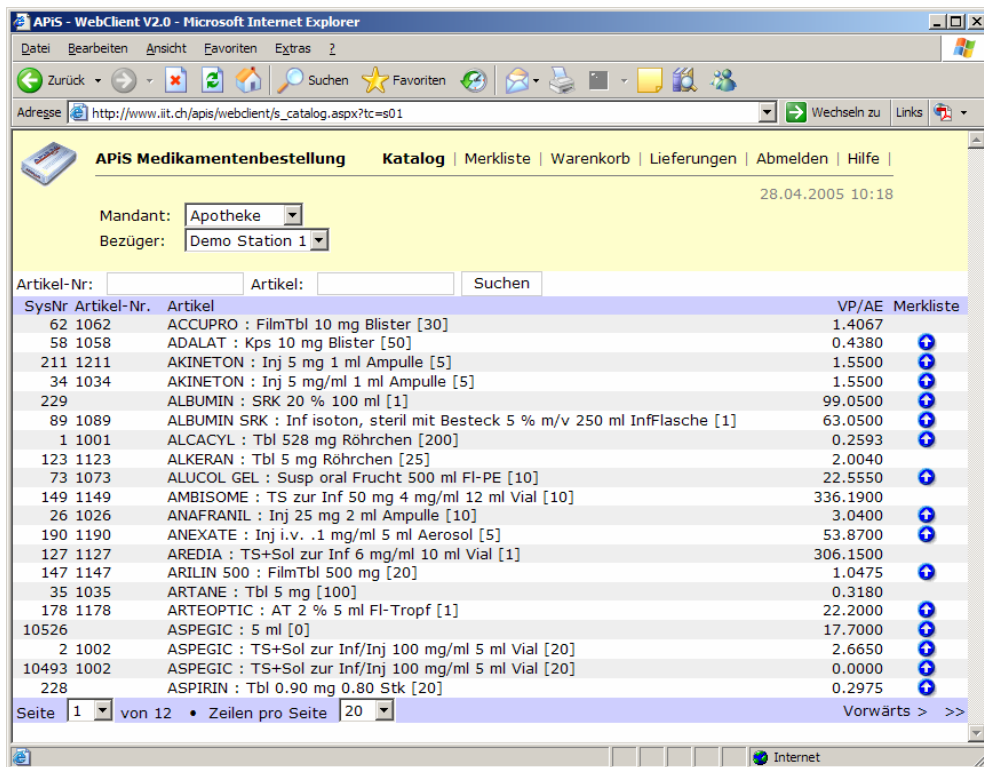 APiS - WebClient V2.0 - Microsoft Internet Explorer
Datei Bearbeiten Ansicht Favoriten Extras ?
Zurück Suchen Favoriten
Adresse http://www.iit.ch/apis/webclient/s_catalog.aspx?tc=s01 Wechseln zu Links
APiS Medikamentenbestellung Katalog | Merkliste | Warenkorb | Lieferungen | Abmelden | Hilfe |
28.04.2005 10:18
Mandant: Apotheke
Bezüger: Demo Station 1
Artikel-Nr: Artikel: Suchen
SysNr Artikel-Nr. Artikel VP/AE Merkliste
62 1062 ACCUPRO : FilmTbl 10 mg Blister [30] 1.4067
58 1058 ADALAT : Kps 10 mg Blister [50] 0.4380
211 1211 AKINETON : Inj 5 mg 1 ml Ampulle [5] 1.5500
34 1034 AKINETON : Inj 5 mg/ml 1 ml Ampulle [5] 1.5500
229 ALBUMIN : SRK 20 % 100 ml [1] 99.0500
89 1089 ALBUMIN SRK : Inf isoton, steril mit Besteck 5 % m/v 250 ml InfFlasche [1] 63.0500
1 1001 ALCACYL : Tbl 528 mg Röhrchen [200] 0.2593
123 1123 ALKERAN : Tbl 5 mg Röhrchen [25] 2.0040
73 1073 ALUCOL GEL : Susp oral Frucht 500 ml Fl-PE [10] 22.5550
149 1149 AMBISOME : TS zur Inf 50 mg 4 mg/ml 12 ml Vial [10] 336.1900
26 1026 ANAFRANIL : Inj 25 mg 2 ml Ampulle [10] 3.0400
190 1190 ANEXATE : Inj i.v. .1 mg/ml 5 ml Aerosol [5] 53.8700
127 1127 AREDIA : TS+Sol zur Inf 6 mg/ml 10 ml Vial [1] 306.1500
147 1147 ARILIN 500 : FilmTbl 500 mg [20] 1.0475
35 1035 ARTANE : Tbl 5 mg [100] 0.3180
178 1178 ARTEOPTIC : AT 2 % 5 ml Fl-Tropf [1] 22.2000
10526 ASPEGIC : 5 ml [0] 17.7000
2 1002 ASPEGIC : TS+Sol zur Inf/Inj 100 mg/ml 5 ml Vial [20] 2.6650
10493 1002 ASPEGIC : TS+Sol zur Inf/Inj 100 mg/ml 5 ml Vial [20] 0.0000
228 ASPIRIN : Tbl 0.90 mg 0.80 Stk [20] 0.2975
Seite 1 von 12 • Zeilen pro Seite 20 Vorwärts > >>
Internet